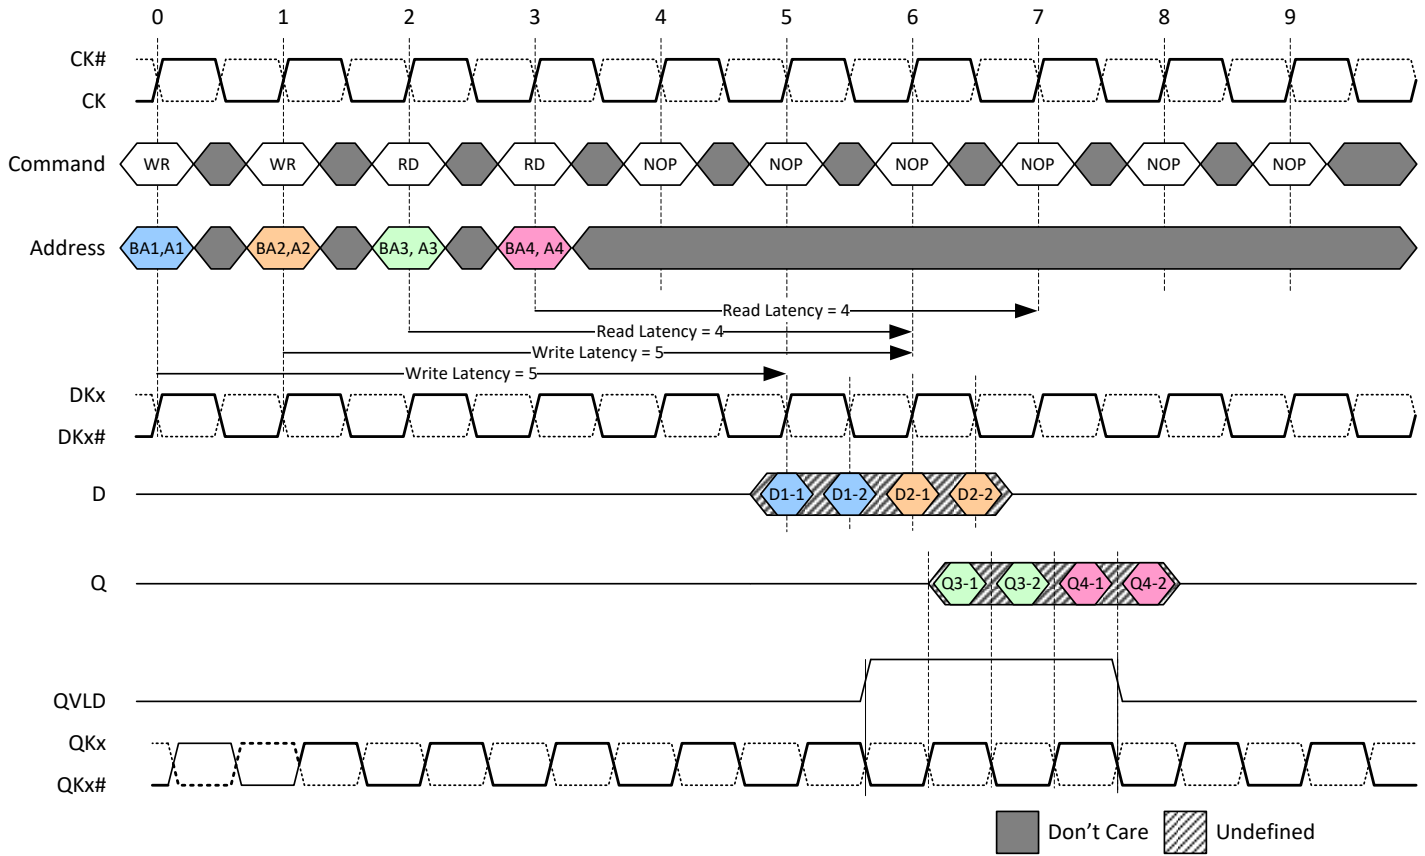 0 1 2 3 4 5 6 7 8 9
CK#
CK
Command WR WR RD RD NOP NOP NOP NOP NOP NOP
Address BA1,A1 BA2,A2 BA3, A3 BA4, A4
Read Latency = 4
Read Latency = 4
Write Latency = 5
Write Latency = 5
DKx
DKx#
D D1-1 D1-2 D2-1 D2-2
Q Q3-1 Q3-2 Q4-1 Q4-2
QVLD
QKx
QKx#
Don't Care Undefined